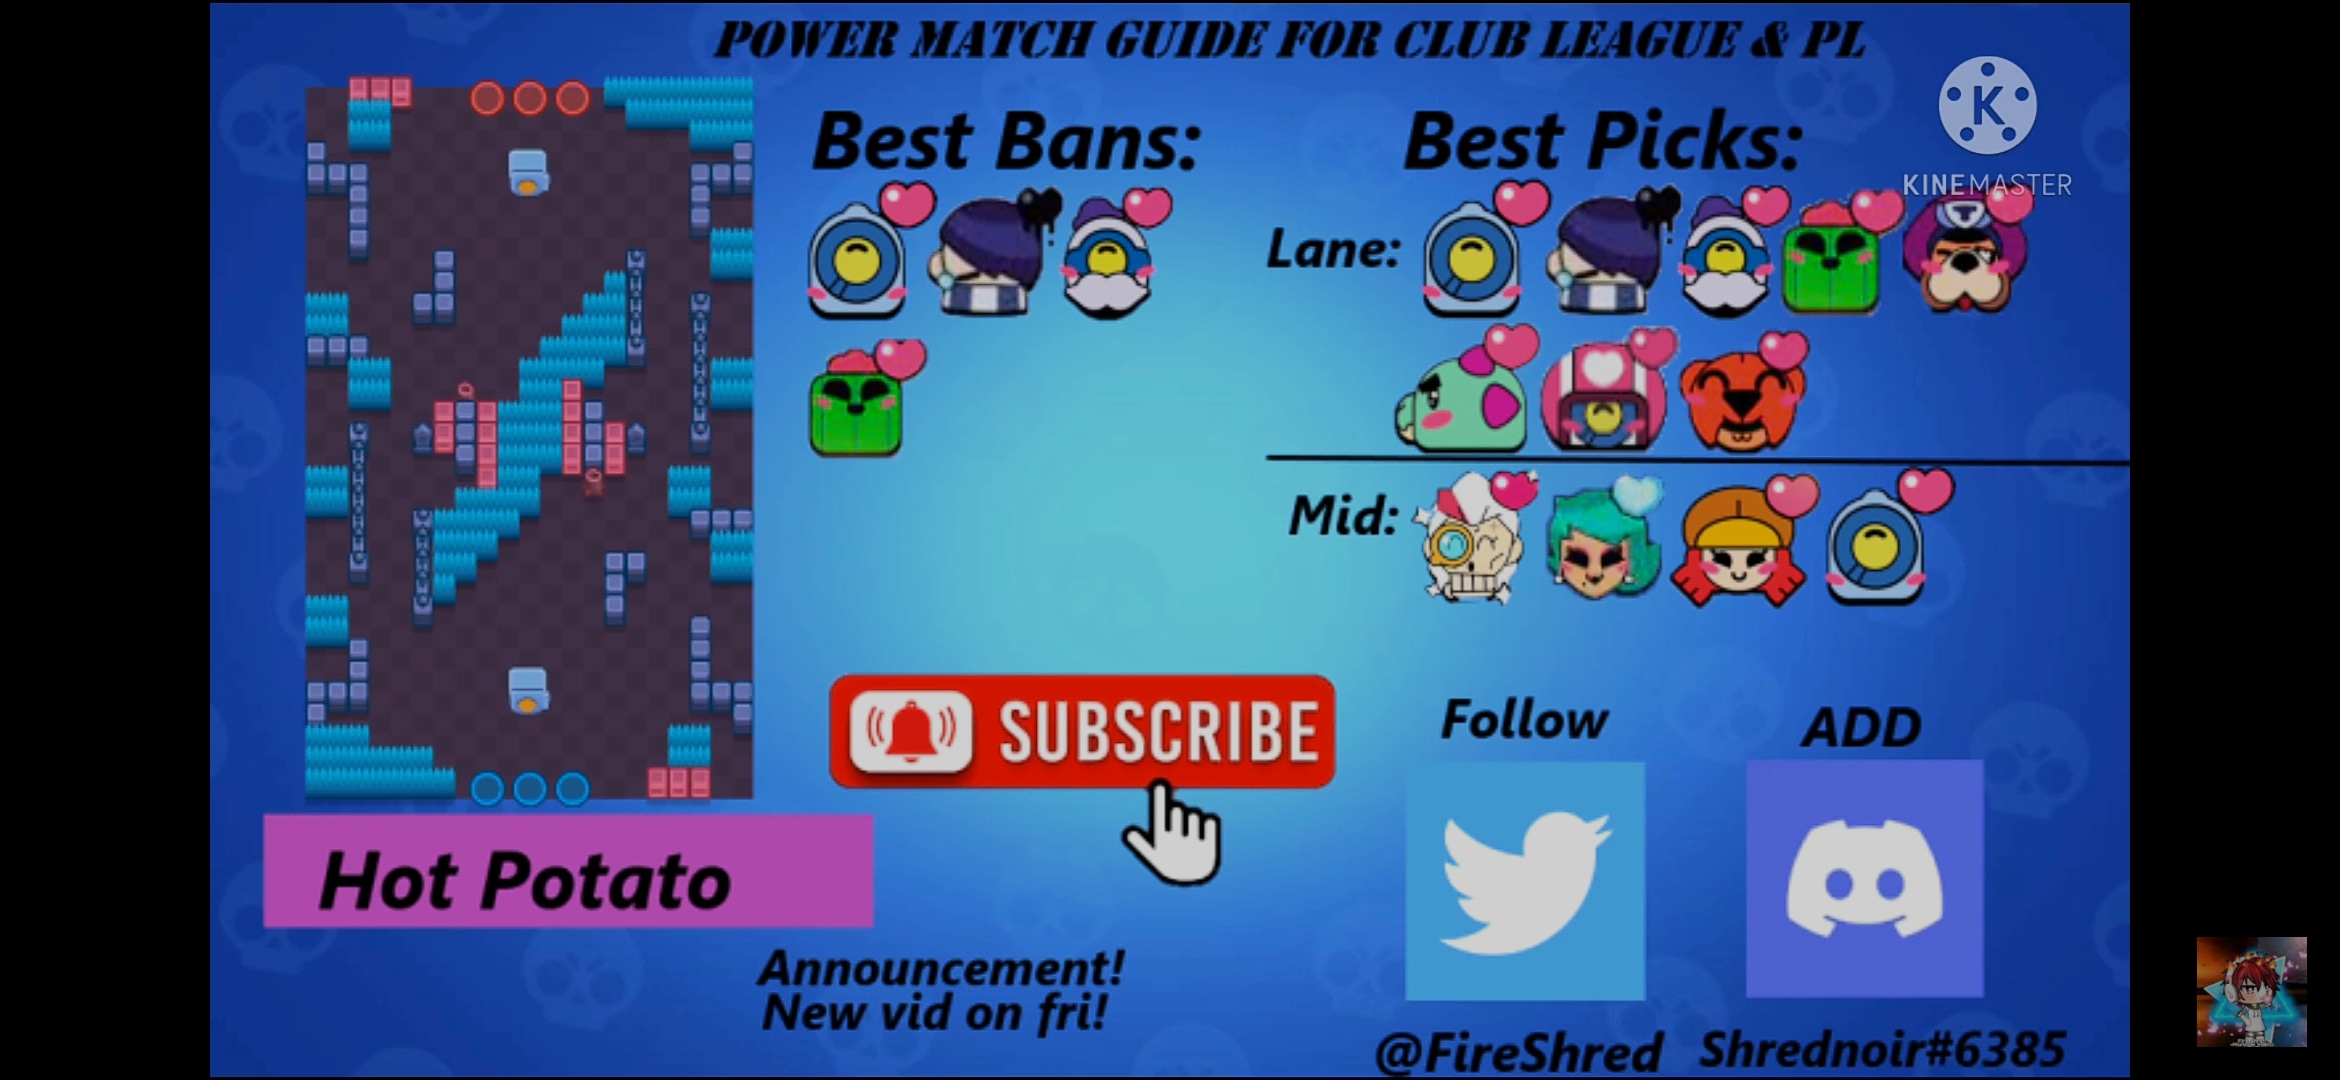 POWER MATCH GUIDE FOR CLUB LEAGUE & PL
K
KINEMASTER
Best Bans:
Best Picks:
Lane:
Mid:
SUBSCRIBE
Follow
ADD
Hot Potato
Announcement!
New vid on fri!
@FireShred
Shrednoir#6385